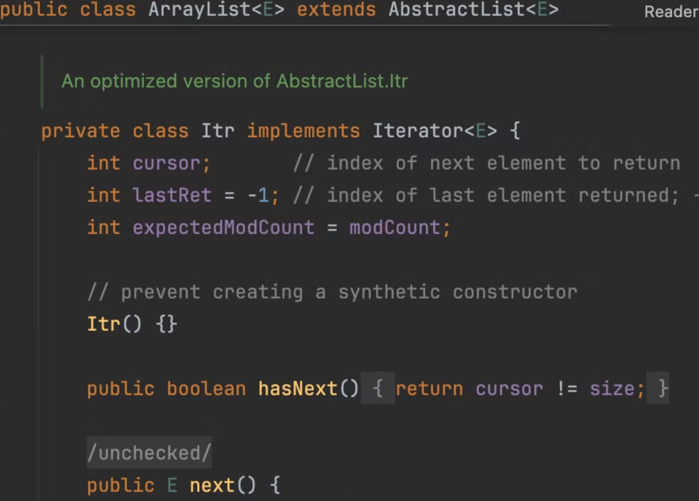 public class ArrayList<E> extends AbstractList<E>
Reader
An optimized version of AbstractList.Itr
private class Itr implements Iterator<E> {
int cursor; // index of next element to return
int lastRet = -1; // index of last element returned; -
int expectedModCount = modCount;
// prevent creating a synthetic constructor
Itr() {}
public boolean hasNext() { return cursor != size; }
/unchecked/
public E next() {